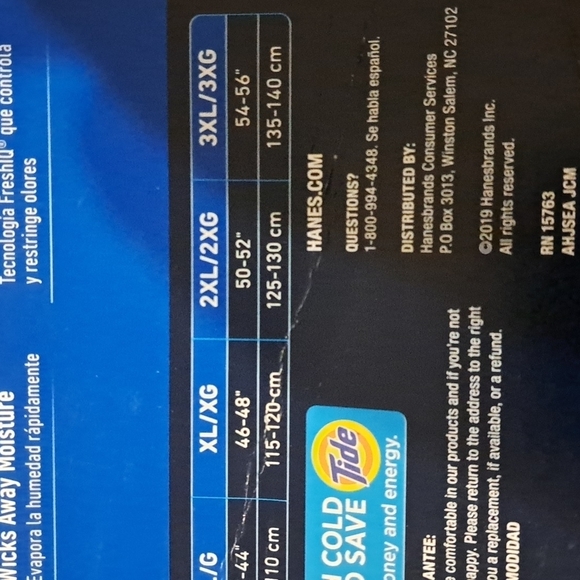 Wicks Away Moisture
Evapora la humedad rápidamente
Tecnología FreshIQ® que controla
y restringe olores
L/G XL/XG 2XL/2XG 3XL/3XG
-44" 46-48" 50-52" 54-56"
110 cm 115-120 cm 125-130 cm 135-140 cm
COLD
SAVE Tide
money and energy.
HANES.COM
QUESTIONS?
1-800-994-4348. Se habla español.
DISTRIBUTED BY:
Hanesbrands Consumer Services
P.O Box 3013, Winston Salem, NC 27102
©2019 Hanesbrands Inc.
All rights reserved.
RN 15763
AHJSEA JCM
ANTEE:
comfortable in our products and if you're not
appy. Please return to the address to the right
u a replacement, if available, or a refund.
MODIDAD